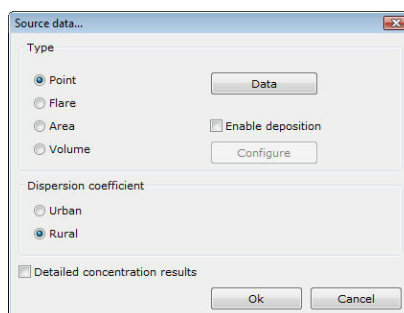 Source data...
Type
Point
Data
Flare
Area
Enable deposition
Volume
Configure
Dispersion coefficient
Urban
Rural
Detailed concentration results
Ok
Cancel